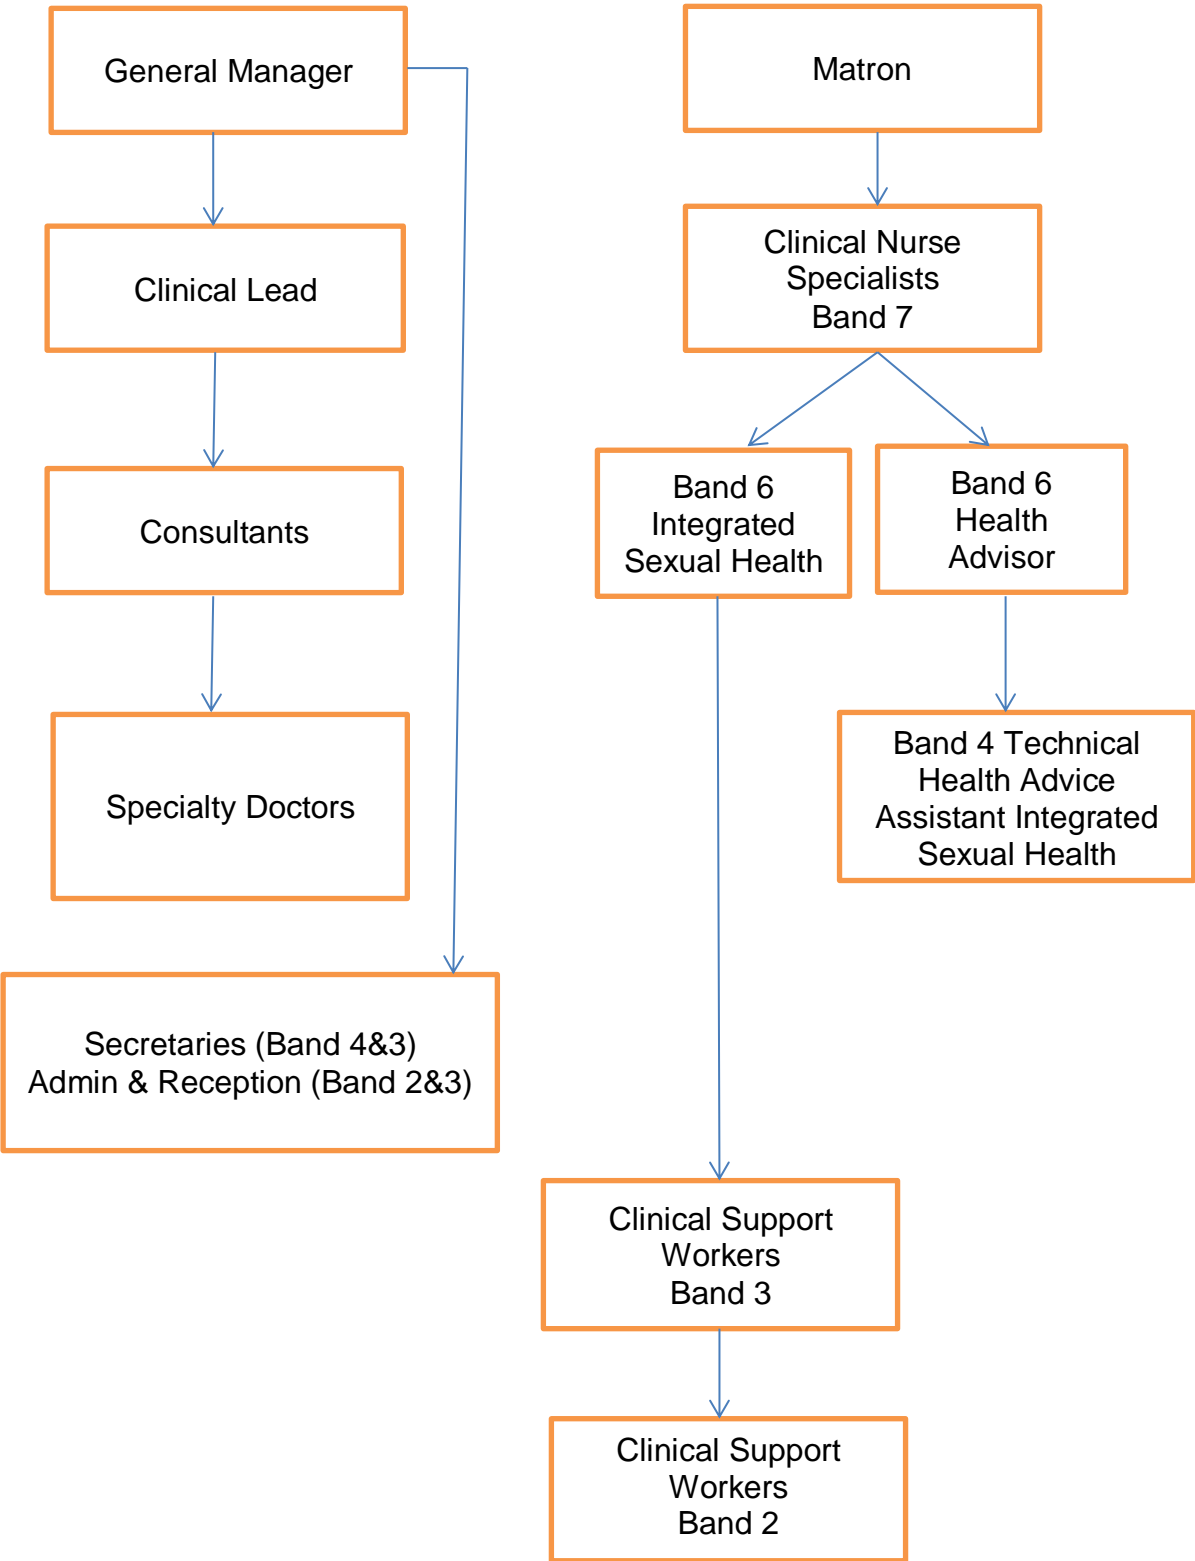 General Manager
Matron
Clinical Nurse
Specialists
Band 7
Clinical Lead
Band 6
Integrated
Sexual Health
Band 6
Health
Advisor
Consultants
Specialty Doctors
Band 4 Technical
Health Advice
Assistant Integrated
Sexual Health
Secretaries (Band 4&3)
Admin & Reception (Band 2&3)
Clinical Support
Workers
Band 3
Clinical Support
Workers
Band 2